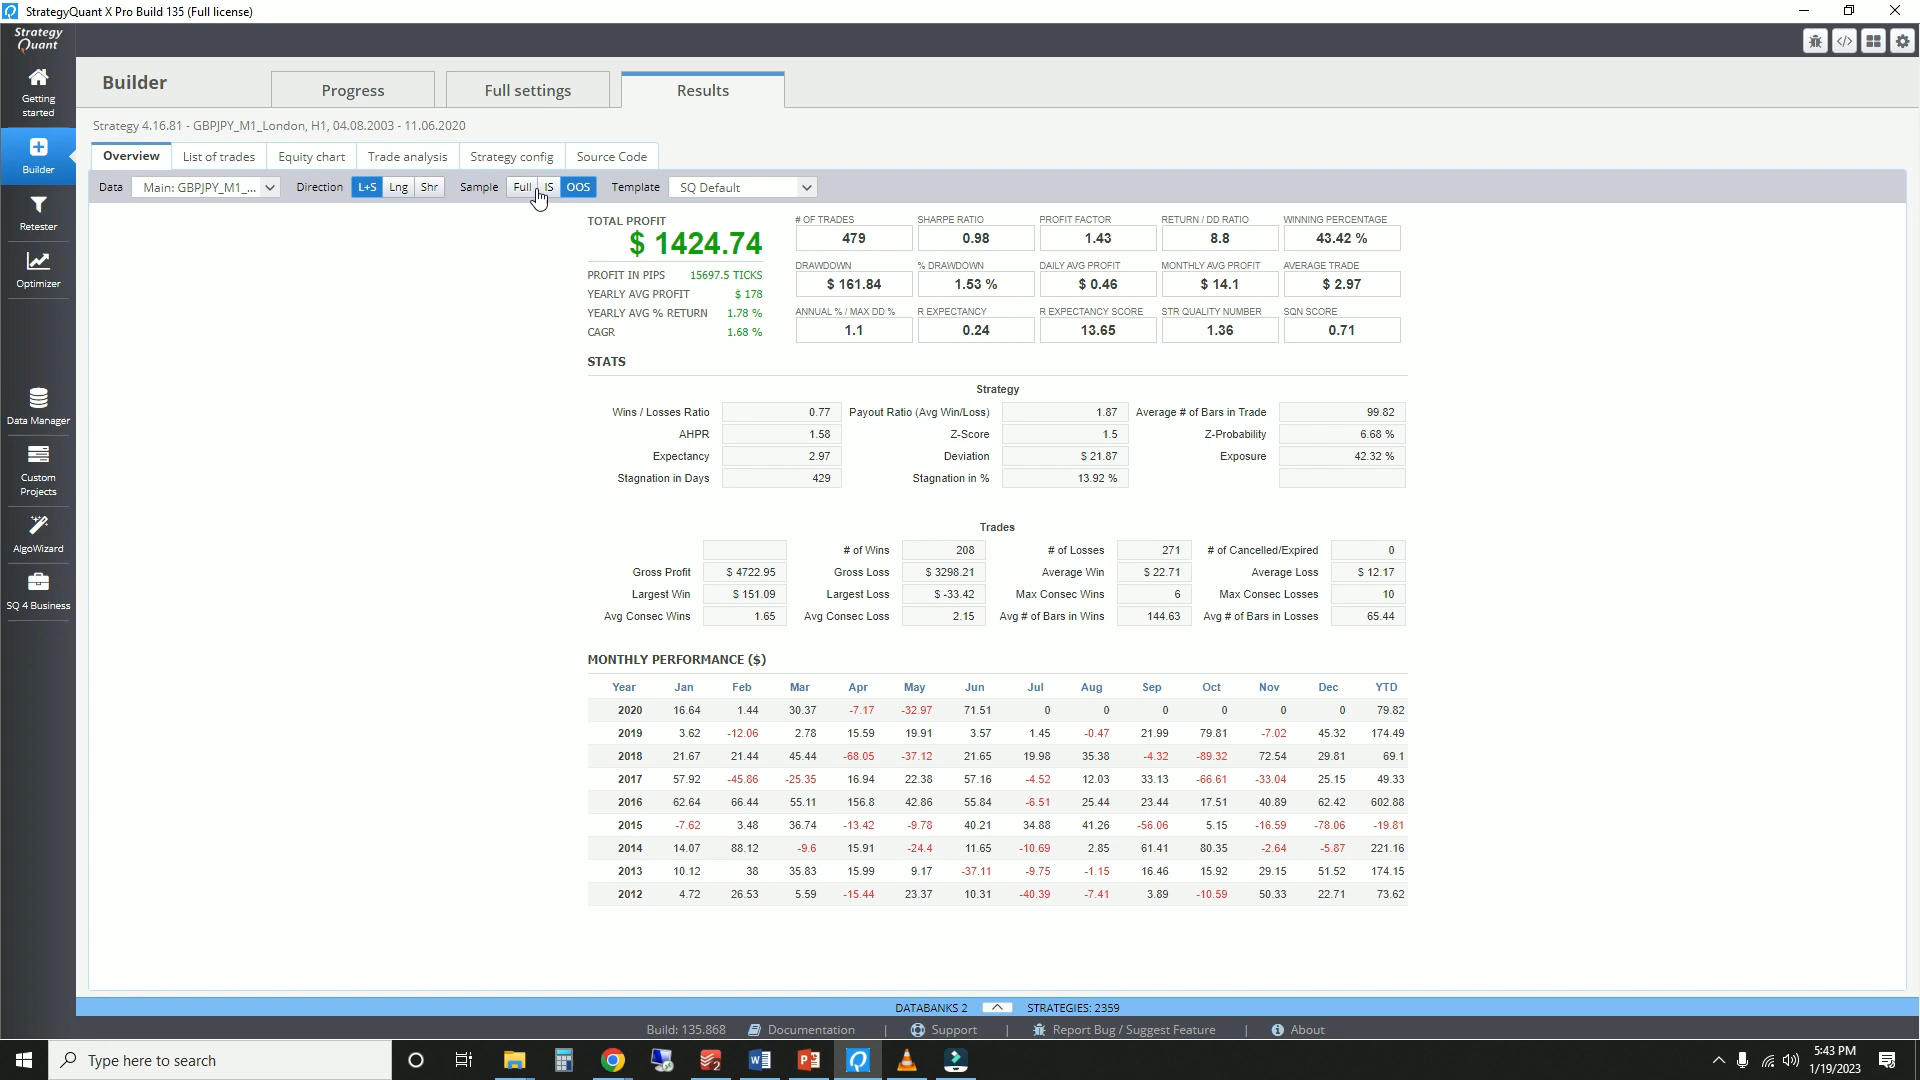 StrategyQuant X Pro Build 135 (Full license)
Strategy
Quant
Builder
Progress
Full settings
Results
Getting
started
Strategy 4.16.81 - GBPJPY_M1_London, H1, 04.08.2003 - 11.06.2020
Builder
Overview
List of trades
Equity chart
Trade analysis
Strategy config
Source Code
Data
Main: GBPJPY_M1_...
Direction
L+S
Lng
Shr
Sample
Full
IS
OOS
Template
SQ Default
Retester
Optimizer
Data Manager
Custom
Projects
AlgoWizard
SQ 4 Business
TOTAL PROFIT
$ 1424.74
PROFIT IN PIPS 15697.5 TICKS
YEARLY AVG PROFIT $ 178
YEARLY AVG % RETURN 1.78 %
CAGR 1.68 %
# OF TRADES SHARPE RATIO PROFIT FACTOR RETURN / DD RATIO WINNING PERCENTAGE
479 0.98 1.43 8.8 43.42 %
DRAWDOWN % DRAWDOWN DAILY AVG PROFIT MONTHLY AVG PROFIT AVERAGE TRADE
$ 161.84 1.53 % $ 0.46 $ 14.1 $ 2.97
ANNUAL % / MAX DD % R EXPECTANCY R EXPECTANCY SCORE STR QUALITY NUMBER SQN SCORE
1.1 0.24 13.65 1.36 0.71
STATS
Strategy
Wins / Losses Ratio 0.77 Payout Ratio (Avg Win/Loss) 1.87 Average # of Bars in Trade 99.82
AHPR 1.58 Z-Score 1.5 Z-Probability 6.68 %
Expectancy 2.97 Deviation $ 21.87 Exposure 42.32 %
Stagnation in Days 429 Stagnation in % 13.92 %
Trades
# of Wins 208 # of Losses 271 # of Cancelled/Expired 0
Gross Profit $ 4722.95 Gross Loss $ 3298.21 Average Win $ 22.71 Average Loss $ 12.17
Largest Win $ 151.09 Largest Loss $ -33.42 Max Consec Wins 6 Max Consec Losses 10
Avg Consec Wins 1.65 Avg Consec Loss 2.15 Avg # of Bars in Wins 144.63 Avg # of Bars in Losses 65.44
MONTHLY PERFORMANCE ($)
Year Jan Feb Mar Apr May Jun Jul Aug Sep Oct Nov Dec YTD
2020 16.64 1.44 30.37 -7.17 -32.97 71.51 0 0 0 0 0 0 79.82
2019 3.62 -12.06 2.78 15.59 19.91 3.57 1.45 -0.47 21.99 79.81 -7.02 45.32 174.49
2018 21.67 21.44 45.44 -68.05 -37.12 21.65 19.98 35.38 -4.32 -89.32 72.54 29.81 69.1
2017 57.92 -45.86 -25.35 16.94 22.38 57.16 -4.52 12.03 33.13 -66.61 -33.04 25.15 49.33
2016 62.64 66.44 55.11 156.8 42.86 55.84 -6.51 25.44 23.44 17.51 40.89 62.42 602.88
2015 -7.62 3.48 36.74 -13.42 -9.78 40.21 34.88 41.26 -56.06 5.15 -16.59 -78.06 -19.81
2014 14.07 88.12 -9.6 15.91 -24.4 11.65 -10.69 2.85 61.41 80.35 -2.64 -5.87 221.16
2013 10.12 38 35.83 15.99 9.17 -37.11 -9.75 -1.15 16.46 15.92 29.15 51.52 174.15
2012 4.72 26.53 5.59 -15.44 23.37 10.31 -40.39 -7.41 3.89 -10.59 50.33 22.71 73.62
DATABANKS 2
STRATEGIES: 2359
Build: 135.868
Documentation
|
Support
|
Report Bug / Suggest Feature
|
About
Type here to search
5:43 PM
1/19/2023